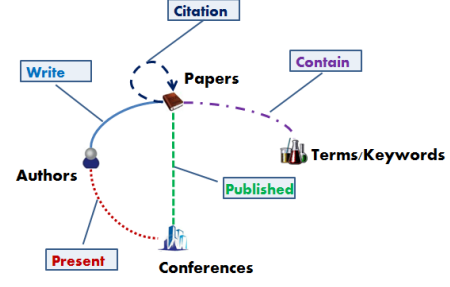 Citation
Write
Papers
Contain
Authors
Terms/Keywords
Published
Present
Conferences